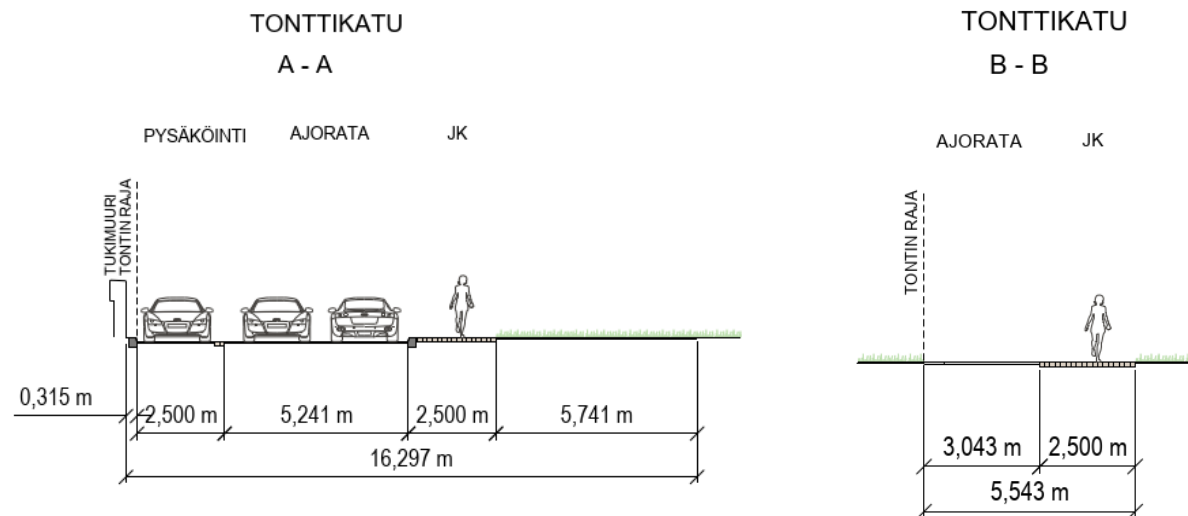 TONTTIKATU
A - A
PYSÄKÖINTI
AJORATA
JK
TUKIMUURI
TONTIN RAJA
0,315 m
2,500 m
5,241 m
2,500 m
5,741 m
16,297 m
TONTTIKATU
B - B
AJORATA
JK
TONTIN RAJA
3,043 m
2,500 m
5,543 m